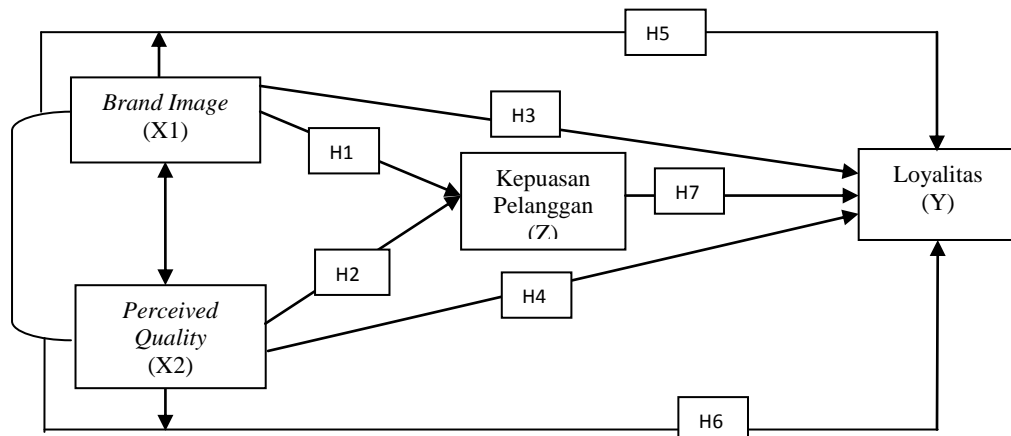 H5
Brand Image
(X1)
H3
H1
Kepuasan
Pelanggan
(Z)
H7
Loyalitas
(Y)
H2
H4
Perceived
Quality
(X2)
H6